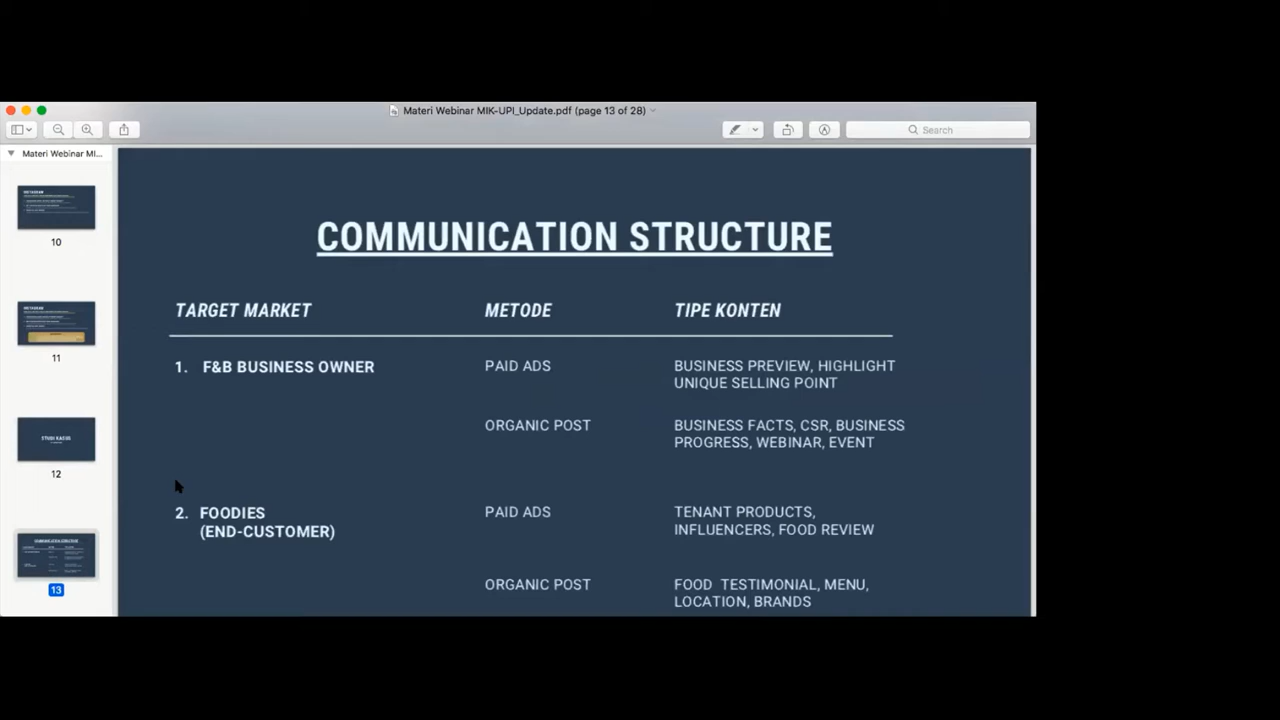 Materi Webinar MIK-UPI_Update.pdf (page 13 of 28)
Search
Materi Webinar MI...
10
11
STUDI KASUS
12
13
COMMUNICATION STRUCTURE
TARGET MARKET METODE TIPE KONTEN
1. F&B BUSINESS OWNER PAID ADS BUSINESS PREVIEW, HIGHLIGHT
UNIQUE SELLING POINT
ORGANIC POST BUSINESS FACTS, CSR, BUSINESS
PROGRESS, WEBINAR, EVENT
2. FOODIES PAID ADS TENANT PRODUCTS,
(END-CUSTOMER) INFLUENCERS, FOOD REVIEW
ORGANIC POST FOOD TESTIMONIAL, MENU,
LOCATION, BRANDS